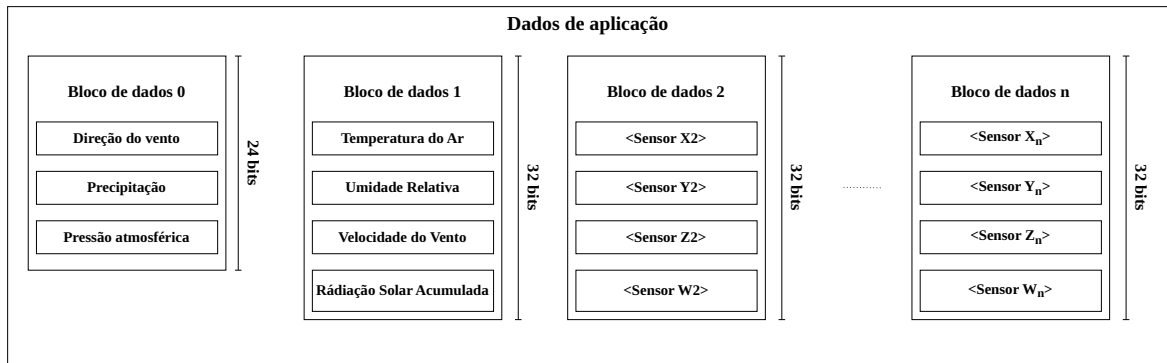 Dados de aplicação
Bloco de dados 0
Direção do vento
Precipitação
Pressão atmosférica
24 bits
Bloco de dados 1
Temperatura do Ar
Umidade Relativa
Velocidade do Vento
Rádiação Solar Acumulada
32 bits
Bloco de dados 2
<Sensor X2>
<Sensor Y2>
<Sensor Z2>
<Sensor W2>
32 bits
............
Bloco de dados n
<Sensor Xn>
<Sensor Yn>
<Sensor Zn>
<Sensor Wn>
32 bits